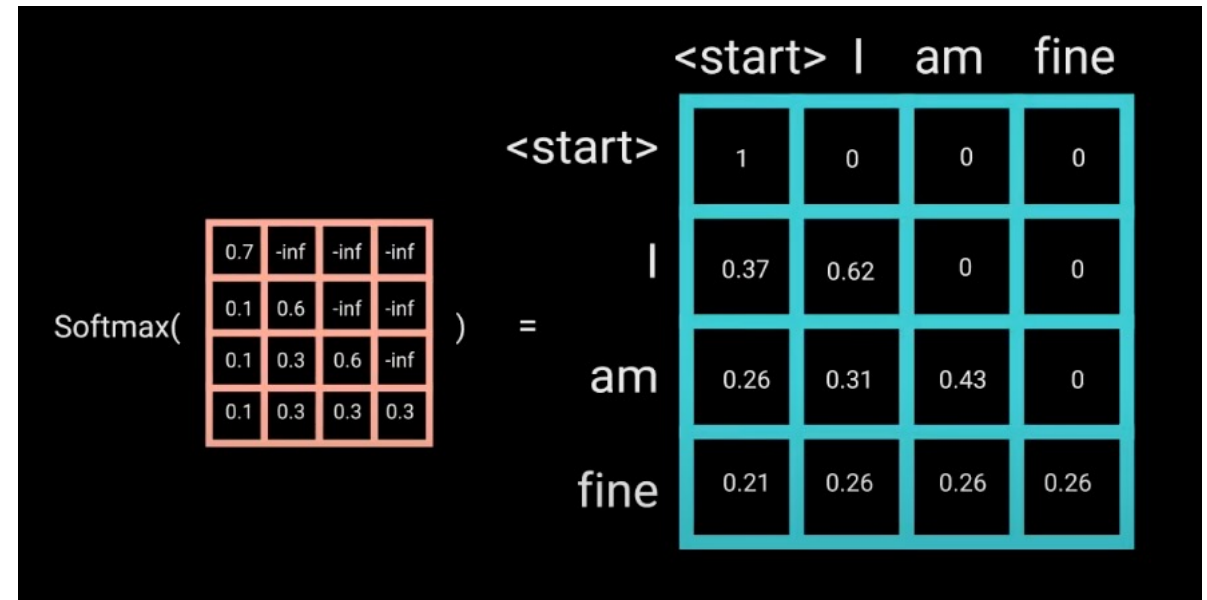 <start> I am fine
<start> 1 0 0 0
I 0.37 0.62 0 0
am 0.26 0.31 0.43 0
fine 0.21 0.26 0.26 0.26
Softmax(
0.7 -inf -inf -inf
0.1 0.6 -inf -inf
0.1 0.3 0.6 -inf
0.1 0.3 0.3 0.3
) =